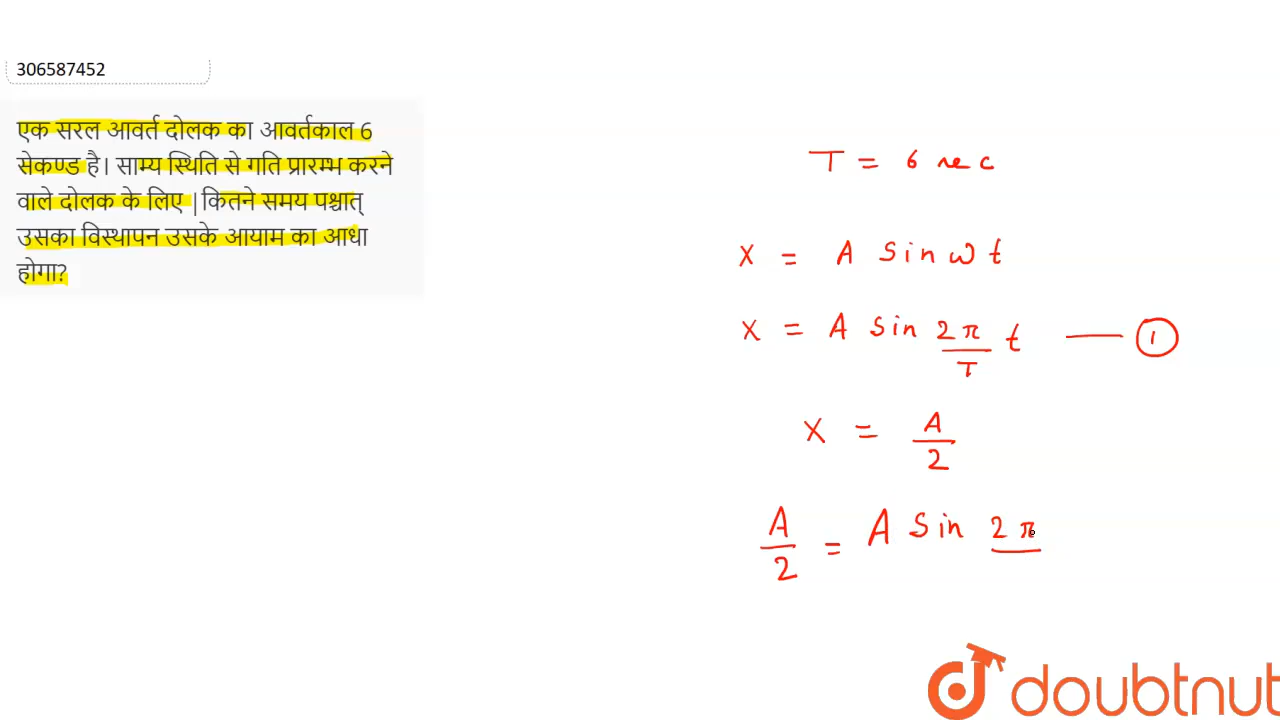 306587452
एक सरल आवर्त दोलक का आवर्तकाल 6
सेकण्ड है। साम्य स्थिति से गति प्रारम्भ करने
वाले दोलक के लिए |कितने समय पश्चात्
उसका विस्थापन उसके आयाम का आधा
होगा?
T = 6 sec
X = A Sin ω t
X = A Sin 2π/T t —— ①
X = A/2
A/2 = A Sin 2π
doubtnut